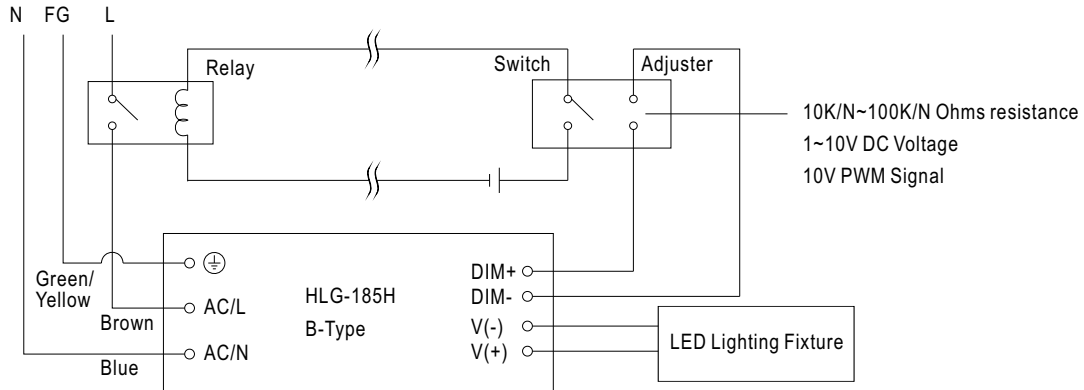 N FG L
Relay
Switch
Adjuster
10K/N~100K/N Ohms resistance
1~10V DC Voltage
10V PWM Signal
Green/
Yellow
Brown
Blue
AC/L
AC/N
HLG-185H
B-Type
DIM+
DIM-
V(-)
V(+)
LED Lighting Fixture